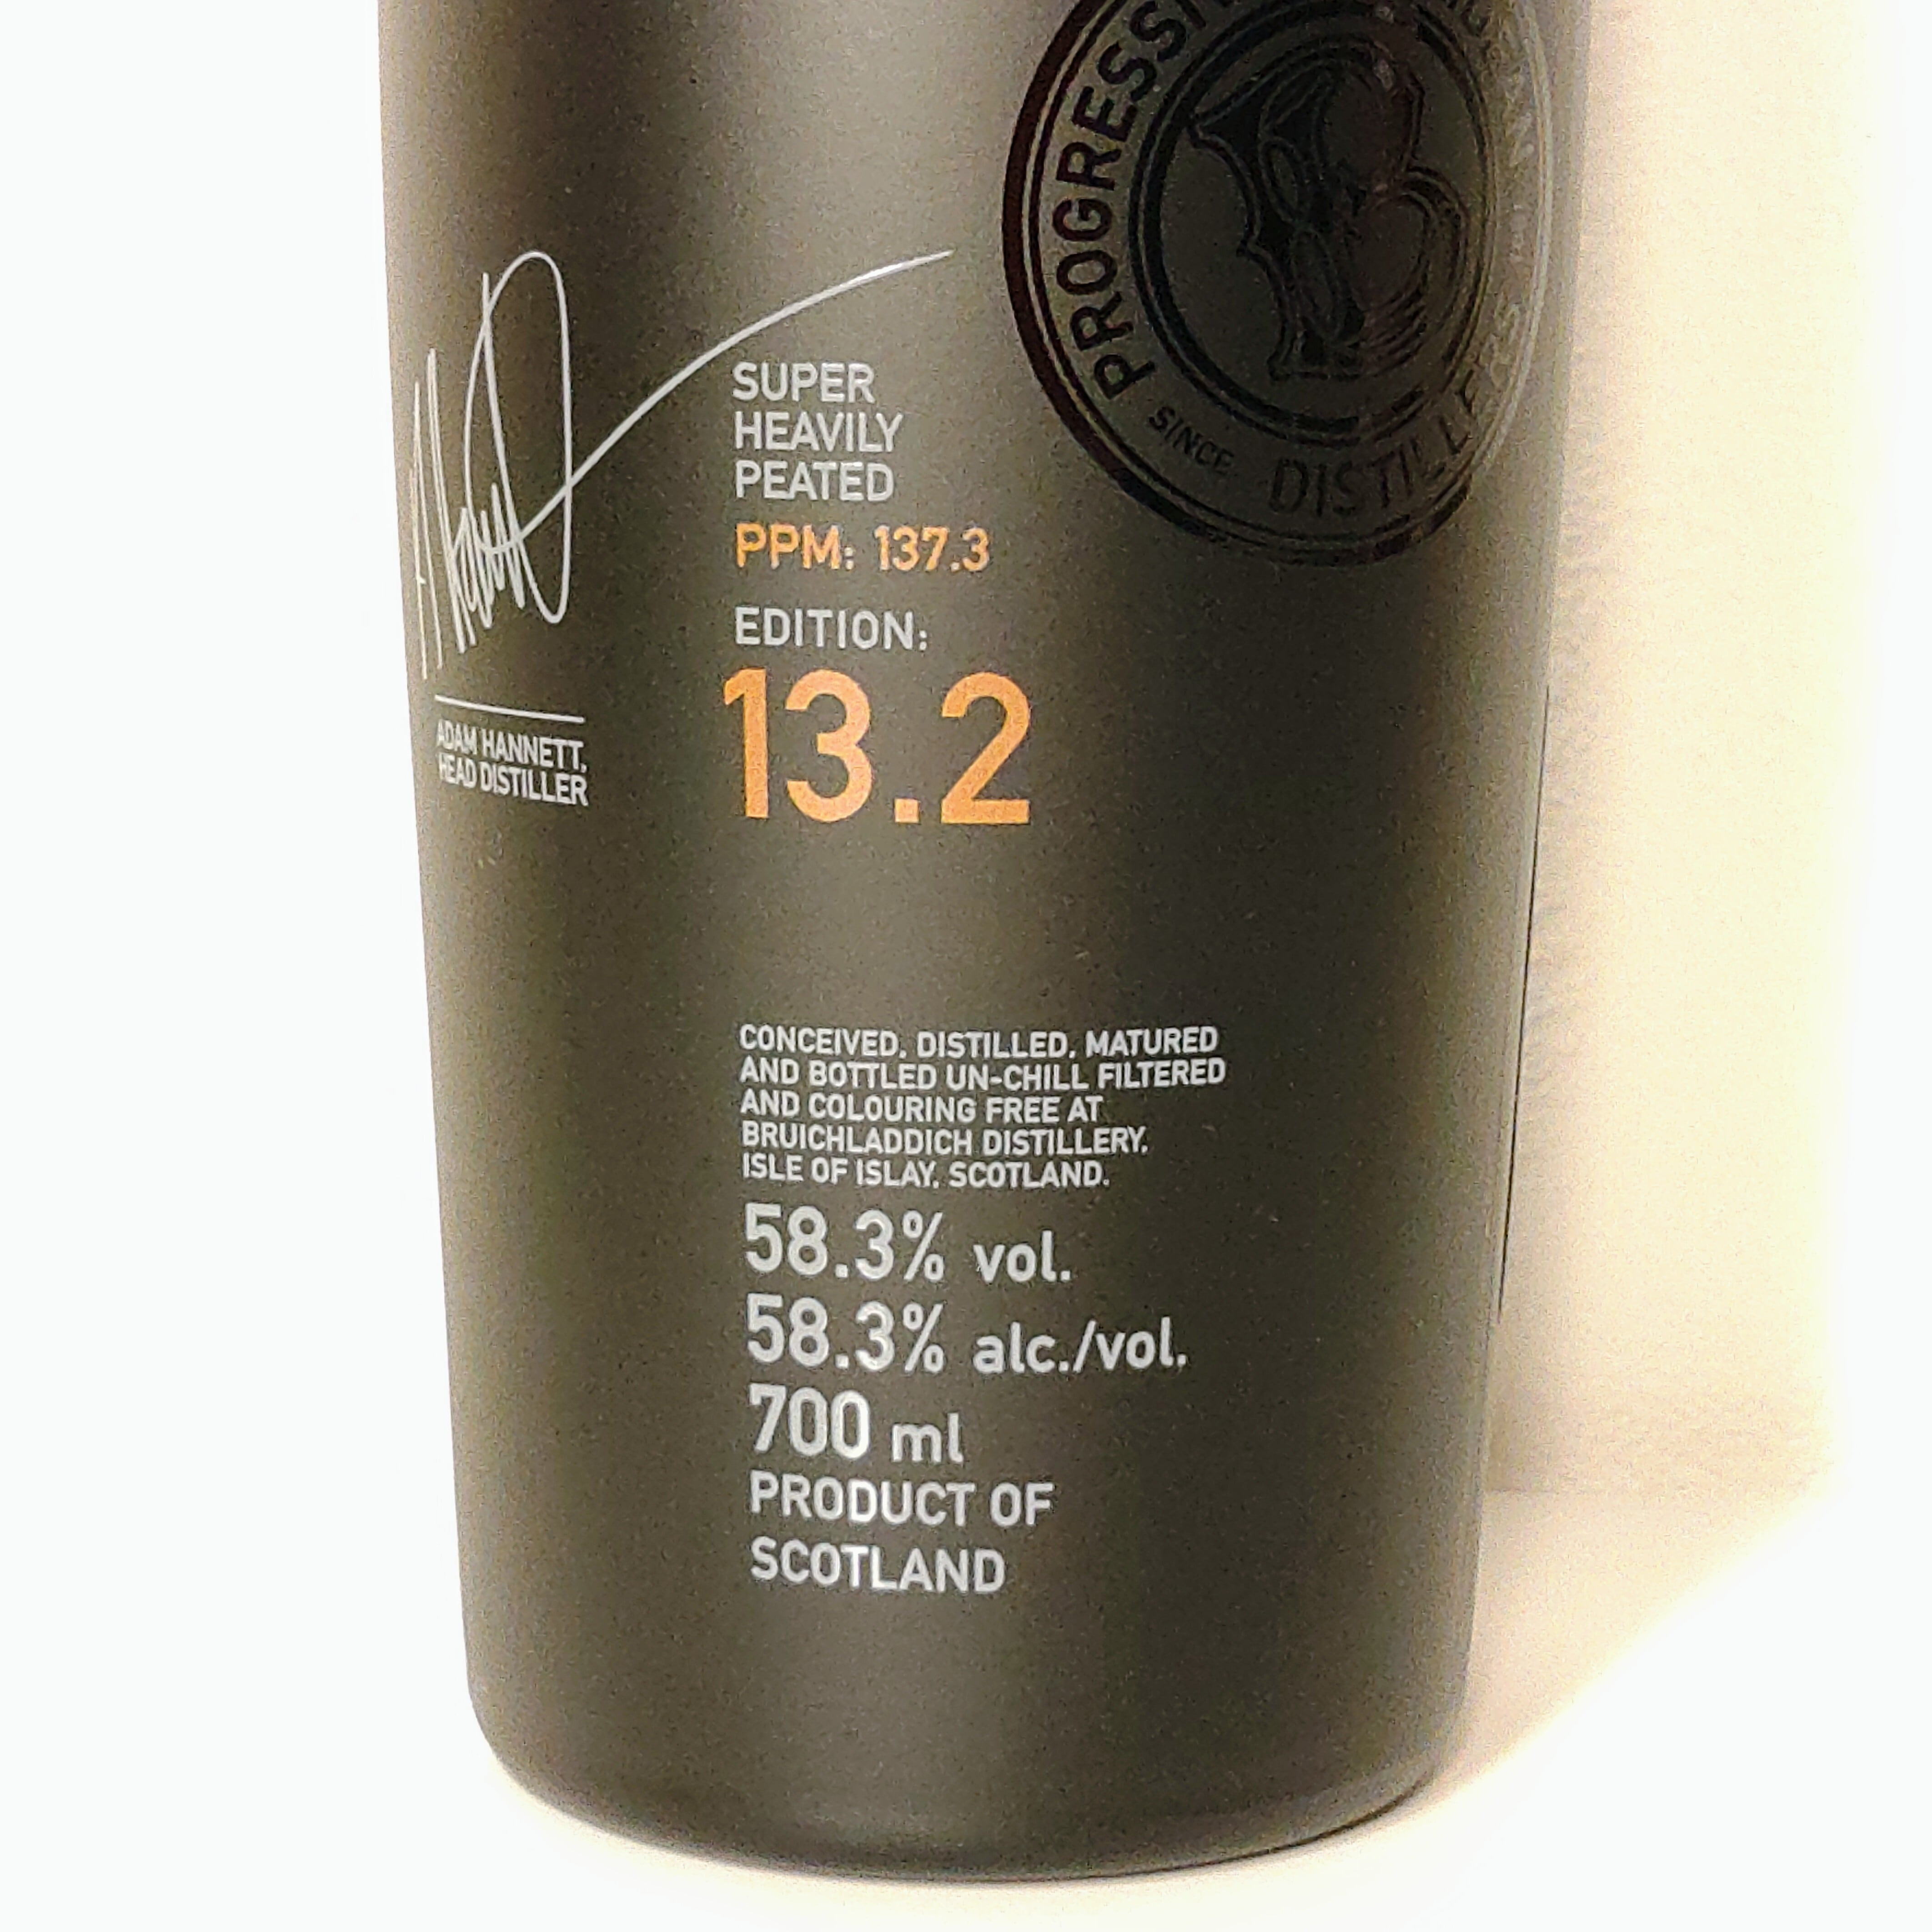 PROGRESSIV
DISTILLERS
SINCE
SUPER
HEAVILY
PEATED
PPM: 137.3
EDITION:
13.2
ADAM HANNETT,
HEAD DISTILLER
CONCEIVED, DISTILLED, MATURED
AND BOTTLED UN-CHILL FILTERED
AND COLOURING FREE AT
BRUICHLADDICH DISTILLERY,
ISLE OF ISLAY, SCOTLAND.
58.3% vol.
58.3% alc./vol.
700 ml
PRODUCT OF
SCOTLAND